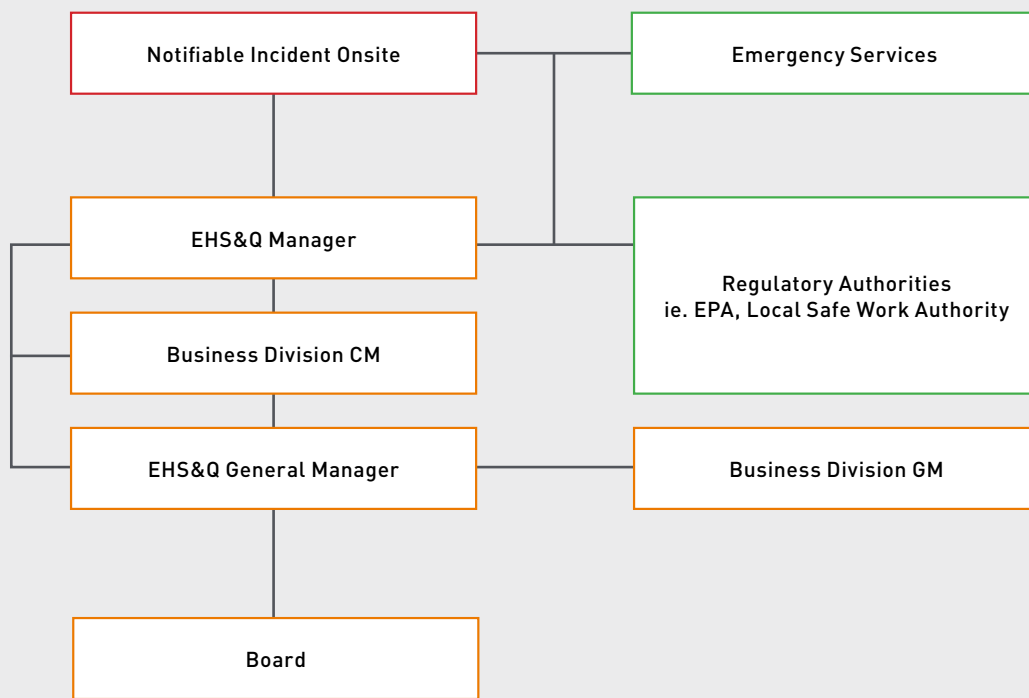 Notifiable Incident Onsite
Emergency Services
EHS&Q Manager
Regulatory Authorities
ie. EPA, Local Safe Work Authority
Business Division CM
EHS&Q General Manager
Business Division GM
Board